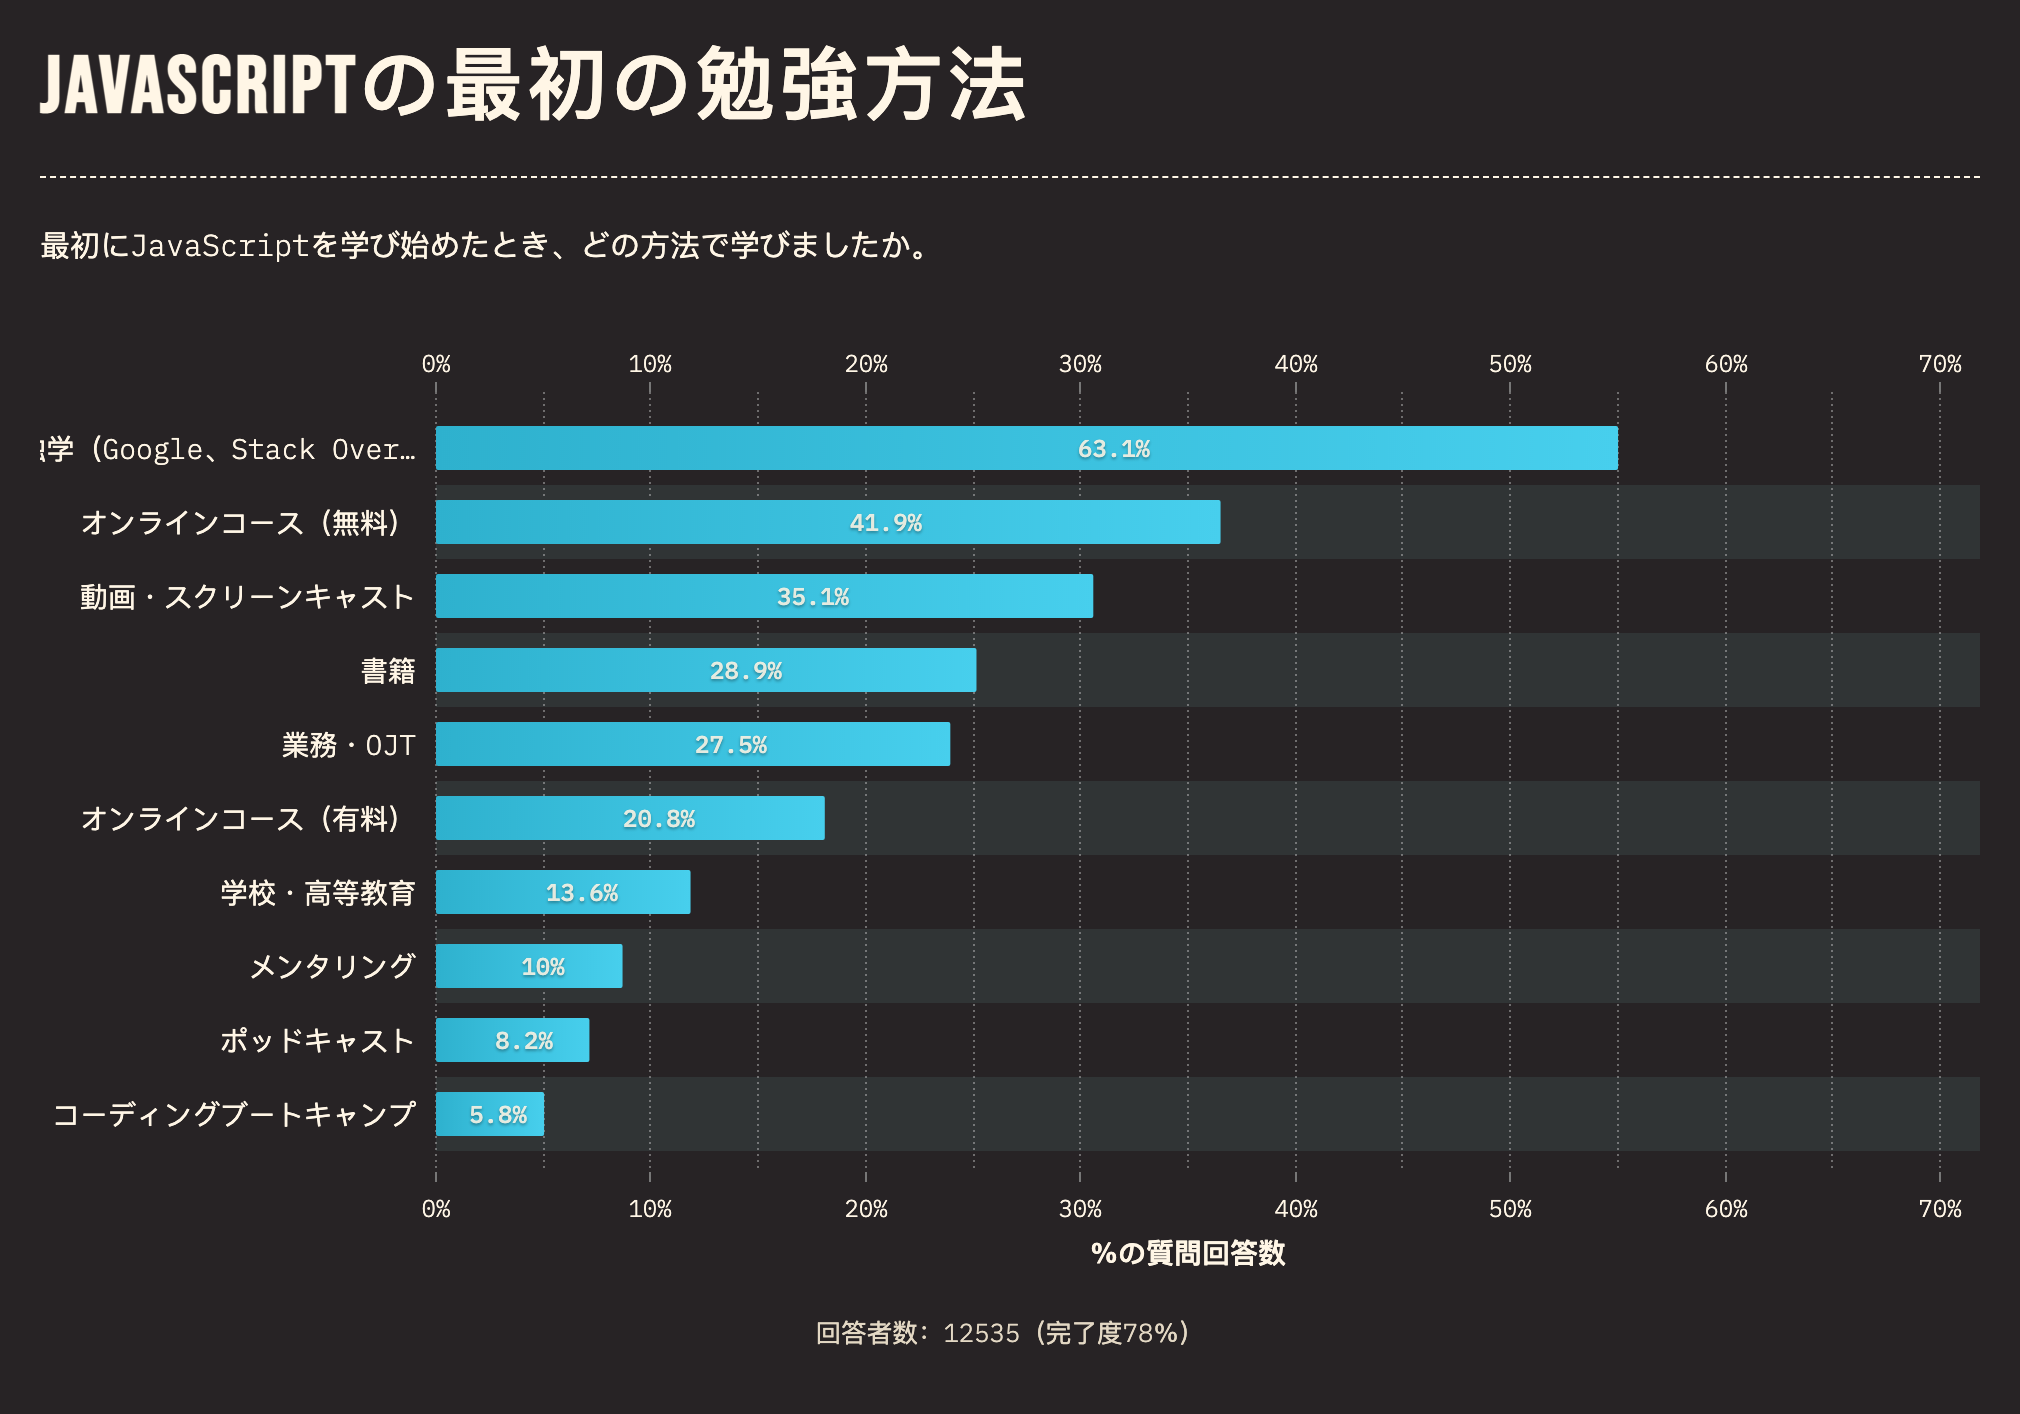 JAVASCRIPTの最初の勉強方法
最初にJavaScriptを学び始めたとき、どの方法で学びましたか。
0% 10% 20% 30% 40% 50% 60% 70%
学（Google、Stack Over… 63.1%
オンラインコース（無料） 41.9%
動画・スクリーンキャスト 35.1%
書籍 28.9%
業務・OJT 27.5%
オンラインコース（有料） 20.8%
学校・高等教育 13.6%
メンタリング 10%
ポッドキャスト 8.2%
コーディングブートキャンプ 5.8%
0% 10% 20% 30% 40% 50% 60% 70%
%の質問回答数
回答者数：12535（完了度78%）